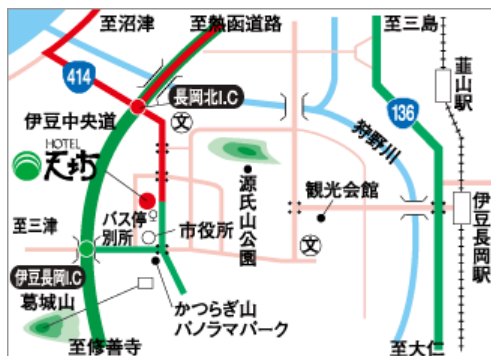 至沼津
至熱函道路
至三島
414
長岡北I.C
文
136
韮山駅
伊豆中央道
狩野川
HOTEL
天坊
源氏山公園
観光会館
バス停
別所
市役所
至三津
文
伊豆長岡駅
伊豆長岡I.C
葛城山
かつらぎ山
パノラマパーク
至修善寺
至大仁